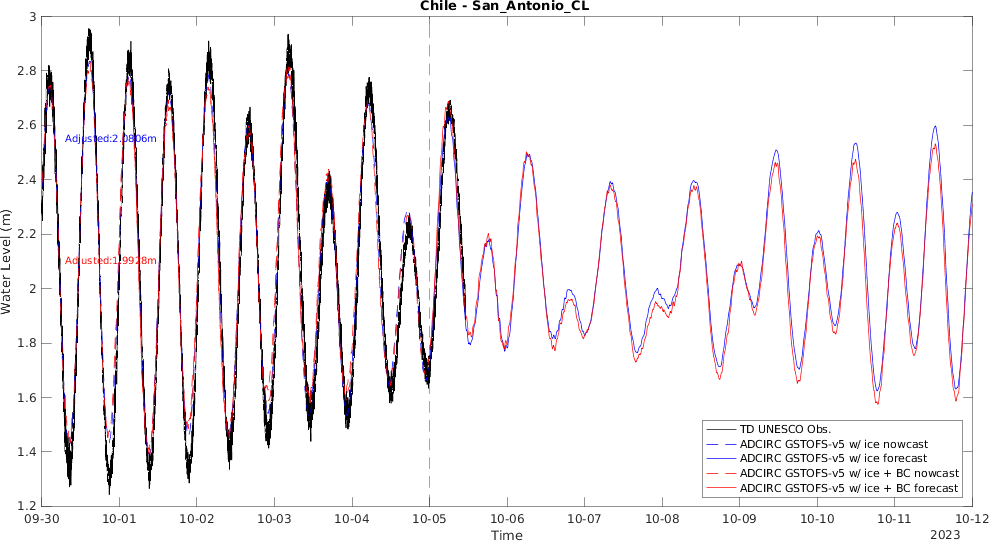 Chile - San_Antonio_CL
3
2.8
2.6
2.4
2.2
2
1.8
1.6
1.4
1.2
Water Level (m)
Adjusted:2.0806m
Adjusted:1.9928m
TD UNESCO Obs.
ADCIRC GSTOFS-v5 w/ ice nowcast
ADCIRC GSTOFS-v5 w/ ice forecast
ADCIRC GSTOFS-v5 w/ ice + BC nowcast
ADCIRC GSTOFS-v5 w/ ice + BC forecast
09-30 10-01 10-02 10-03 10-04 10-05 10-06 10-07 10-08 10-09 10-10 10-11 10-12
Time
2023